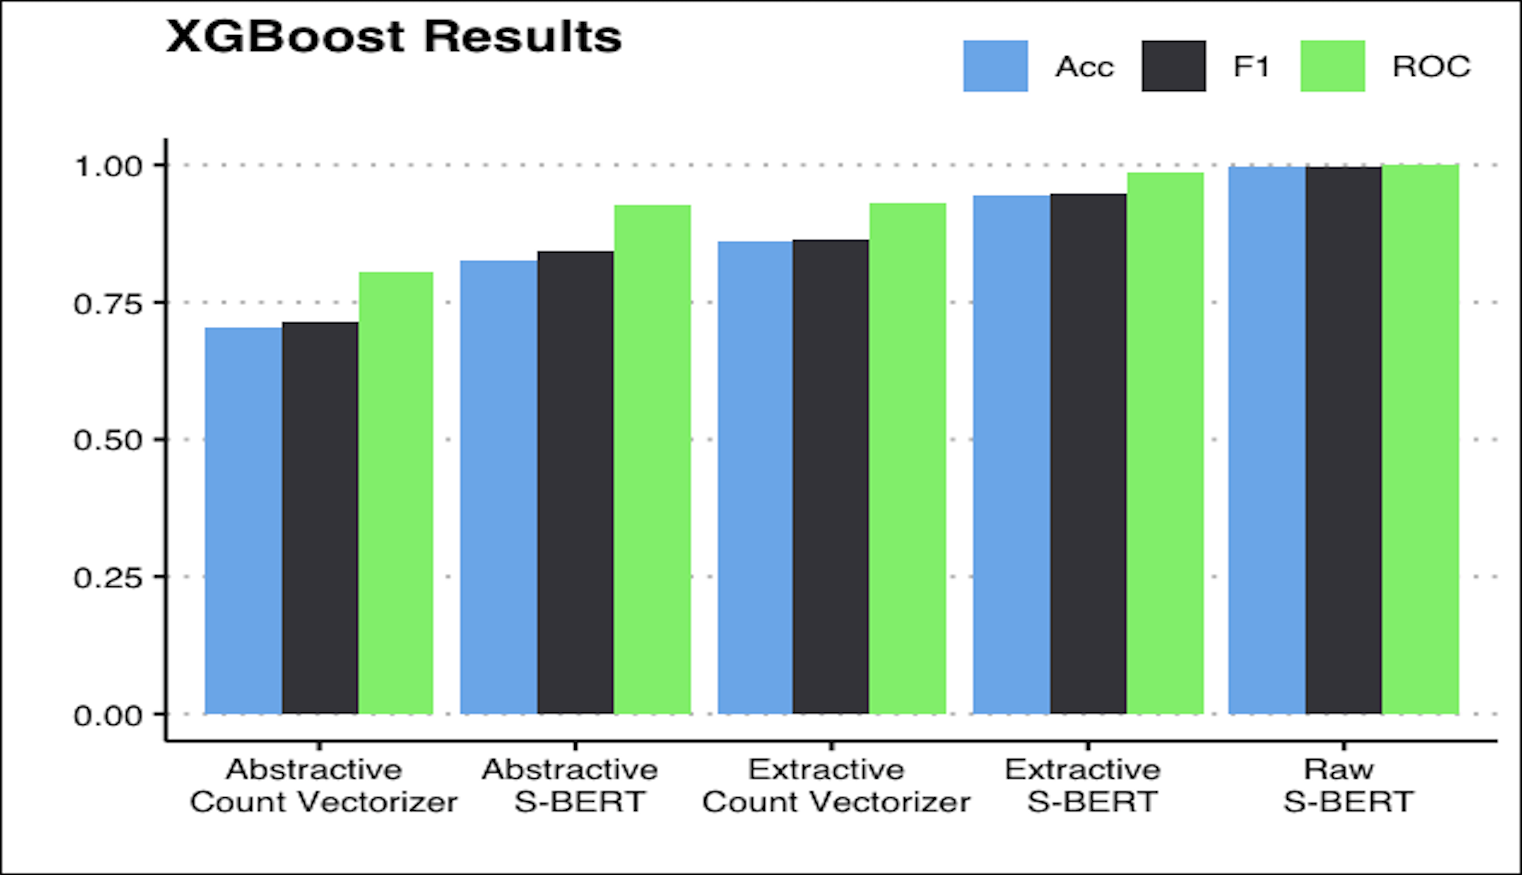 XGBoost Results
Acc F1 ROC
1.00
0.75
0.50
0.25
0.00
Abstractive Abstractive Extractive Extractive Raw
Count Vectorizer S-BERT Count Vectorizer S-BERT S-BERT